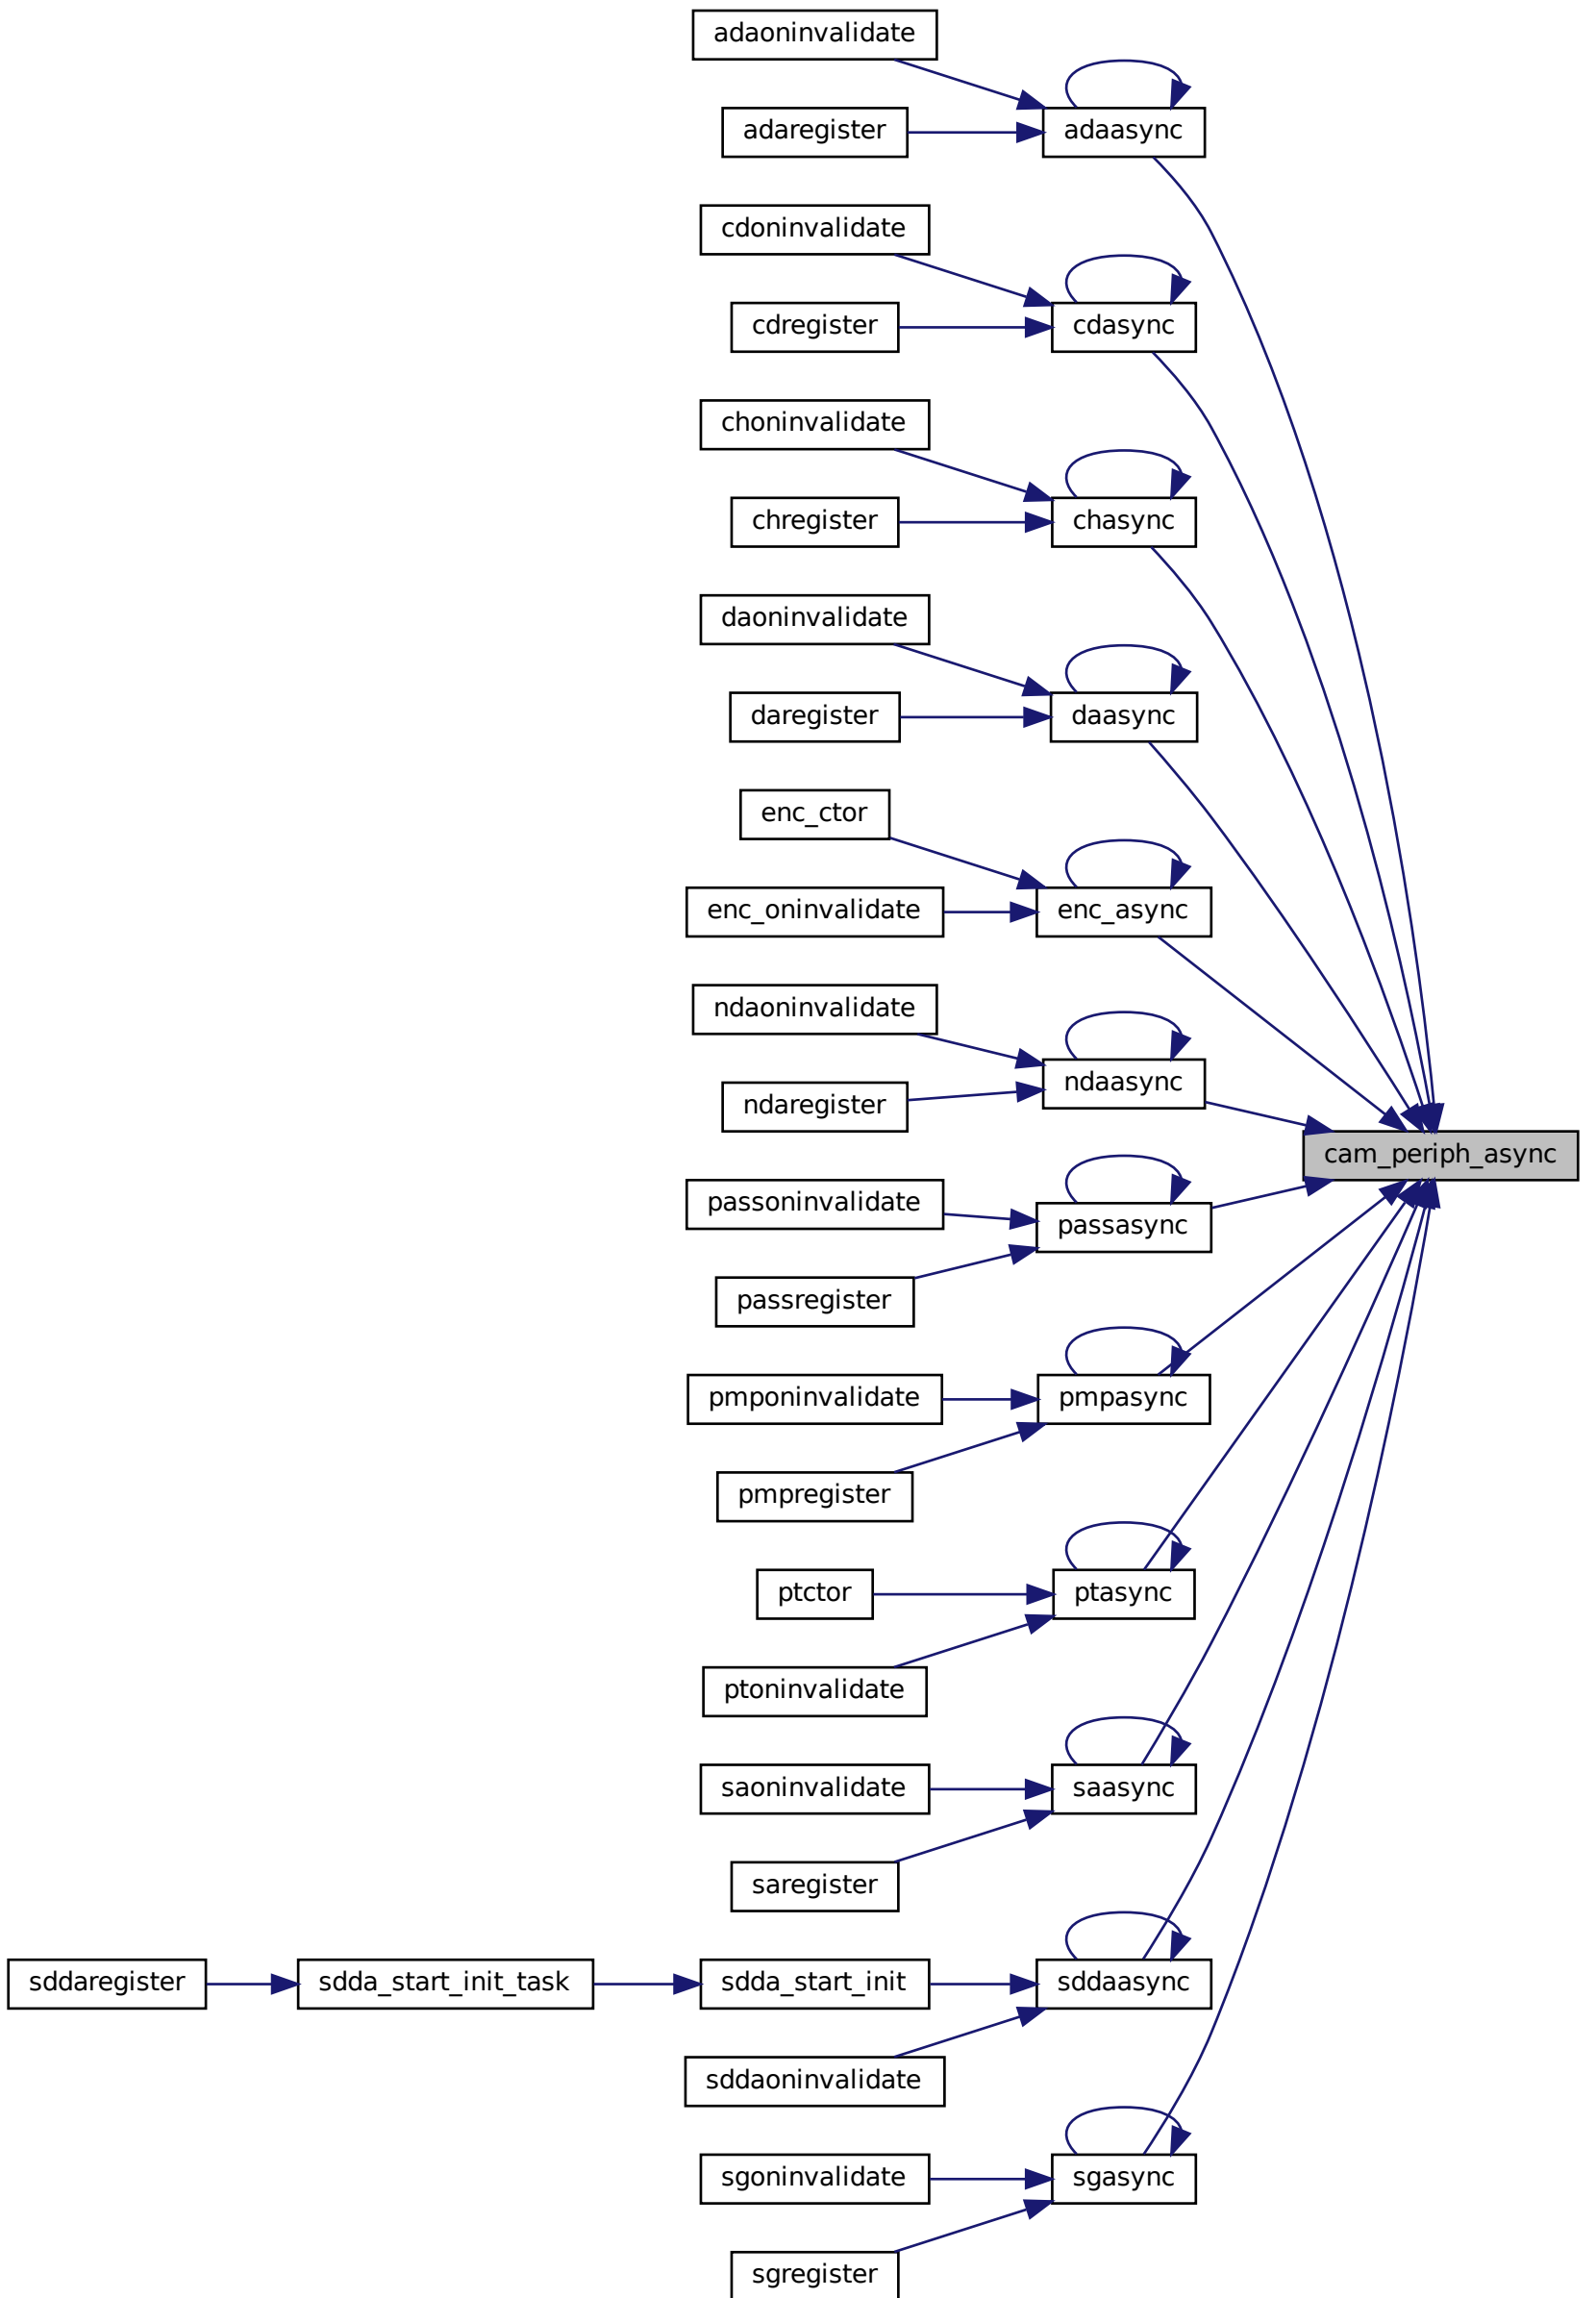 adaoninvalidate
adaasync
adaregister
cdoninvalidate
cdasync
cdregister
choninvalidate
chasync
chregister
daoninvalidate
daasync
daregister
enc_ctor
enc_async
enc_oninvalidate
ndaoninvalidate
ndaasync
ndaregister
cam_periph_async
passoninvalidate
passasync
passregister
pmponinvalidate
pmpasync
pmpregister
ptctor
ptasync
ptoninvalidate
saoninvalidate
saasync
saregister
sddaregister
sdda_start_init_task
sdda_start_init
sddaasync
sddaoninvalidate
sgoninvalidate
sgasync
sgregister